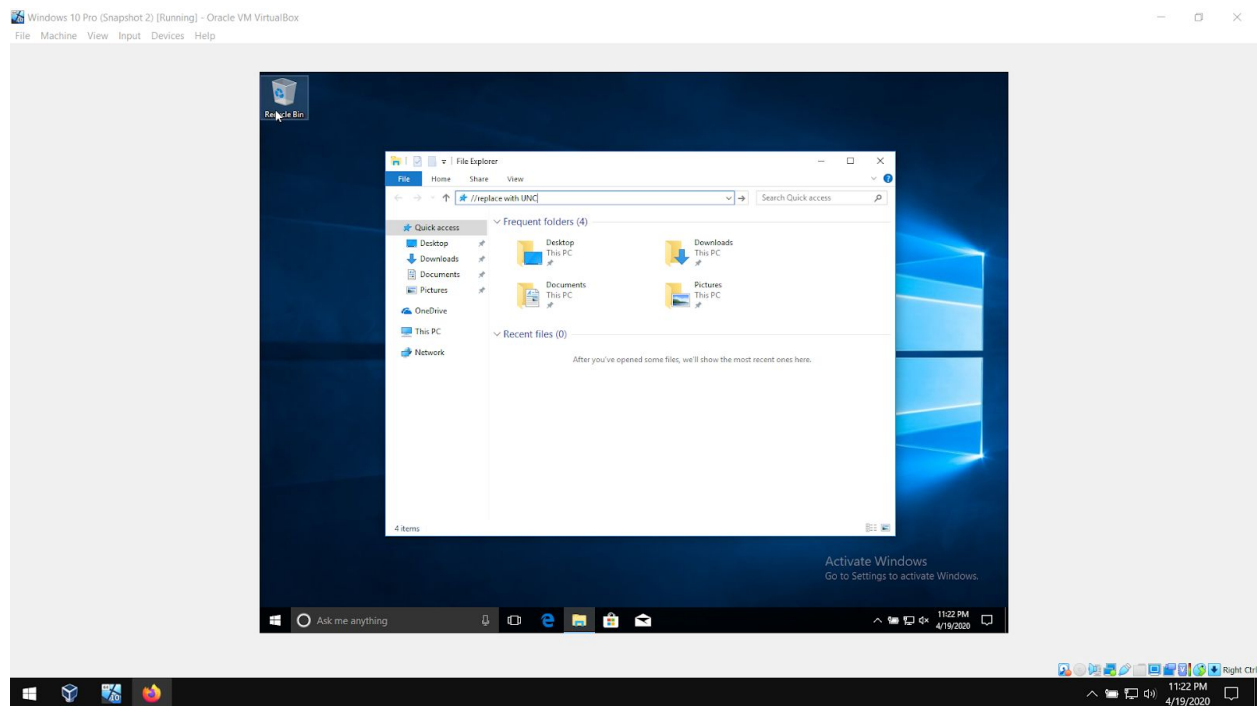 Windows 10 Pro (Snapshot 2) [Running] - Oracle VM VirtualBox
File Machine View Input Devices Help
Recycle Bin
File Explorer
File Home Share View
//replace with UNC
Search Quick access
Quick access
Desktop
Downloads
Documents
Pictures
OneDrive
This PC
Network
Frequent folders (4)
Desktop
This PC
Downloads
This PC
Documents
This PC
Pictures
This PC
Recent files (0)
After you've opened some files, we'll show the most recent ones here.
4 items
Activate Windows
Go to Settings to activate Windows.
Ask me anything
11:22 PM
4/19/2020
Right Ctrl
11:22 PM
4/19/2020